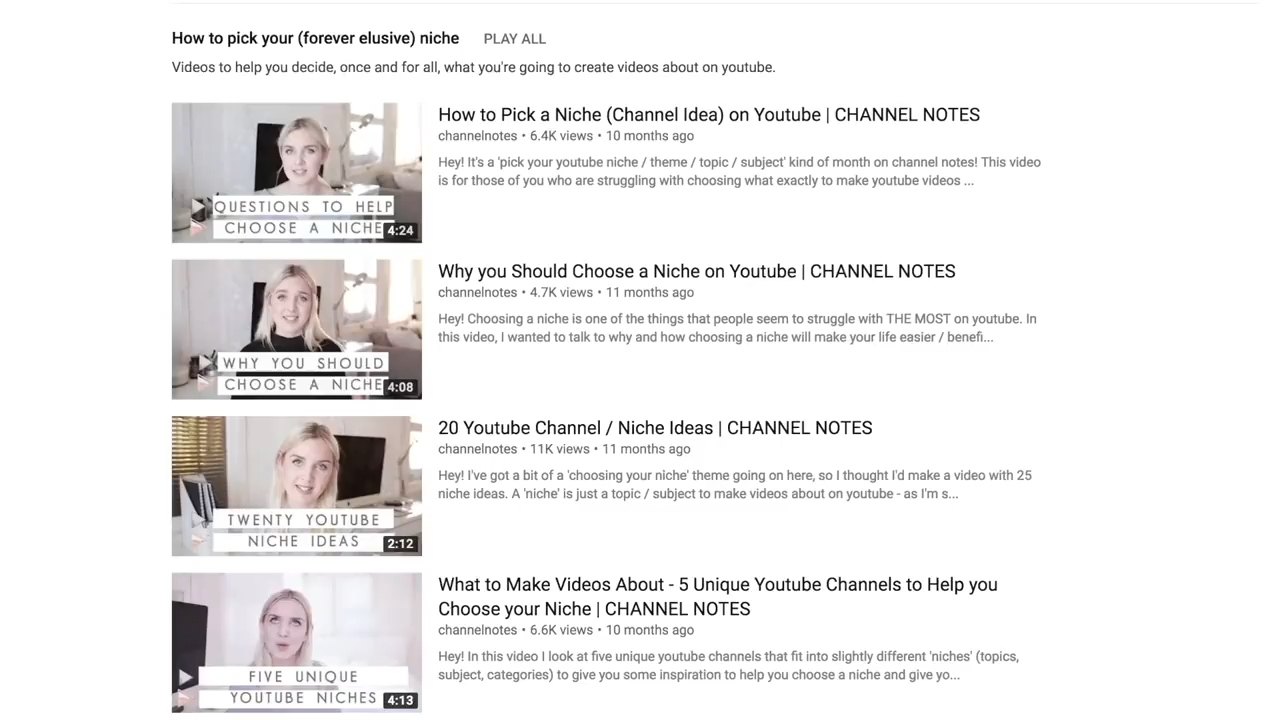 How to pick your (forever elusive) niche PLAY ALL
Videos to help you decide, once and for all, what you're going to create videos about on youtube.
QUESTIONS TO HELP
CHOOSE A NICHE
4:24
How to Pick a Niche (Channel Idea) on Youtube | CHANNEL NOTES
channelnotes • 6.4K views • 10 months ago
Hey! It's a 'pick your youtube niche / theme / topic / subject' kind of month on channel notes! This video
is for those of you who are struggling with choosing what exactly to make youtube videos ...
WHY YOU SHOULD
CHOOSE A NICHE
4:08
Why you Should Choose a Niche on Youtube | CHANNEL NOTES
channelnotes • 4.7K views • 11 months ago
Hey! Choosing a niche is one of the things that people seem to struggle with THE MOST on youtube. In
this video, I wanted to talk to why and how choosing a niche will make your life easier / benefi...
TWENTY YOUTUBE
NICHE IDEAS
2:12
20 Youtube Channel / Niche Ideas | CHANNEL NOTES
channelnotes • 11K views • 11 months ago
Hey! I've got a bit of a 'choosing your niche' theme going on here, so I thought I'd make a video with 25
niche ideas. A 'niche' is just a topic / subject to make videos about on youtube - as I'm s...
FIVE UNIQUE
YOUTUBE NICHES
4:13
What to Make Videos About - 5 Unique Youtube Channels to Help you
Choose your Niche | CHANNEL NOTES
channelnotes • 6.6K views • 10 months ago
Hey! In this video I look at five unique youtube channels that fit into slightly different 'niches' (topics,
subject, categories) to give you some inspiration to help you choose a niche and give yo...